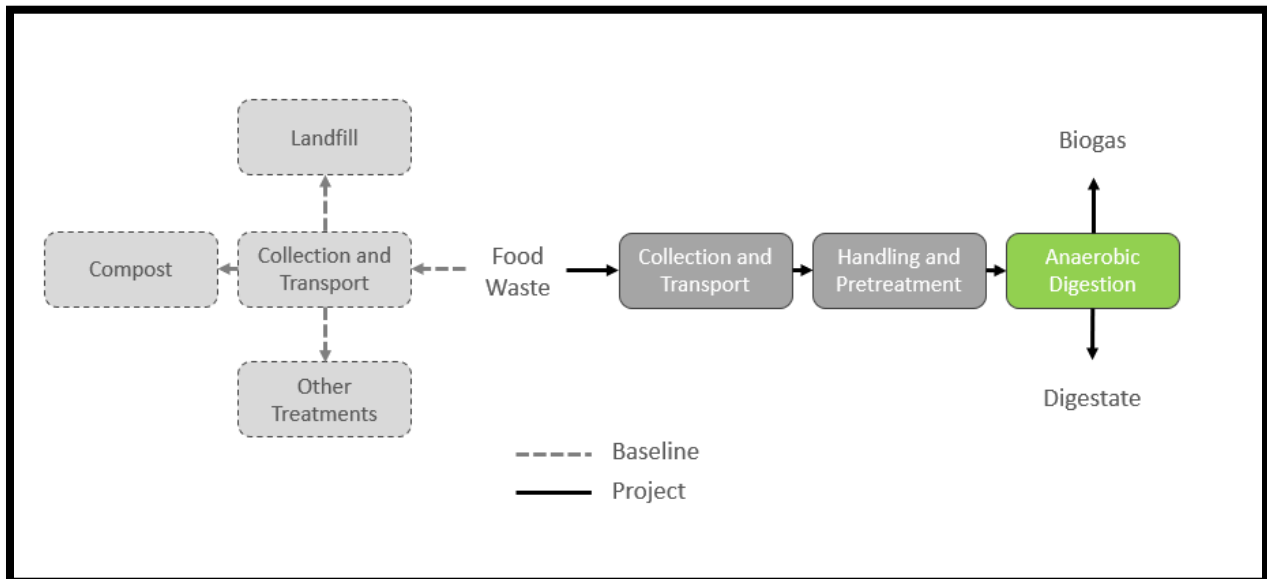 Landfill
Biogas
Compost
Collection and
Transport
Food
Waste
Collection and
Transport
Handling and
Pretreatment
Anaerobic
Digestion
Other
Treatments
Digestate
Baseline
Project